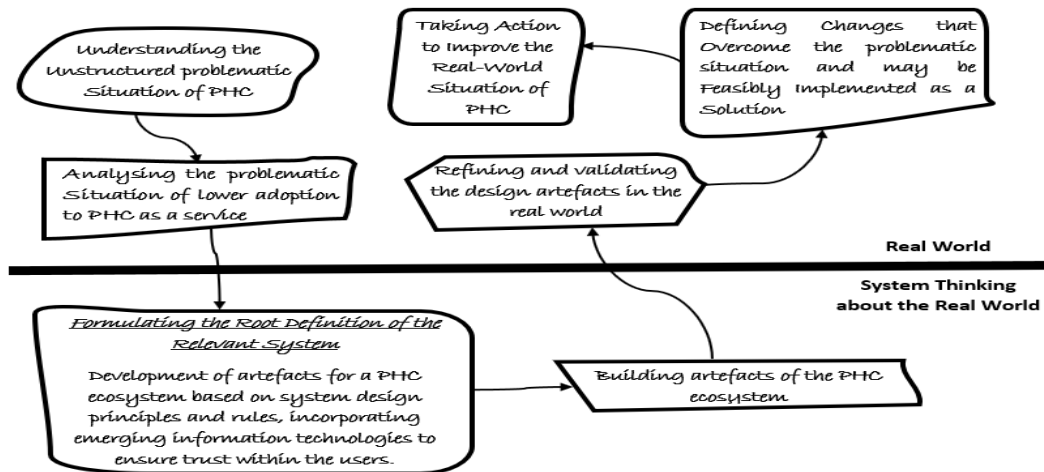 Understanding the
Unstructured problematic
Situation of PHC
Taking Action
to Improve the
Real-World
Situation of
PHC
Defining Changes that
Overcome the problematic
situation and may be
Feasibly Implemented as a
Solution
Analysing the problematic
Situation of lower adoption
to PHC as a service
Refining and validating
the design artefacts in the
real world
Real World
System Thinking
about the Real World
Formulating the Root Definition of the
Relevant System
Development of artefacts for a PHC
ecosystem based on system design
principles and rules, incorporating
emerging information technologies to
ensure trust within the users.
Building artefacts of the PHC
ecosystem